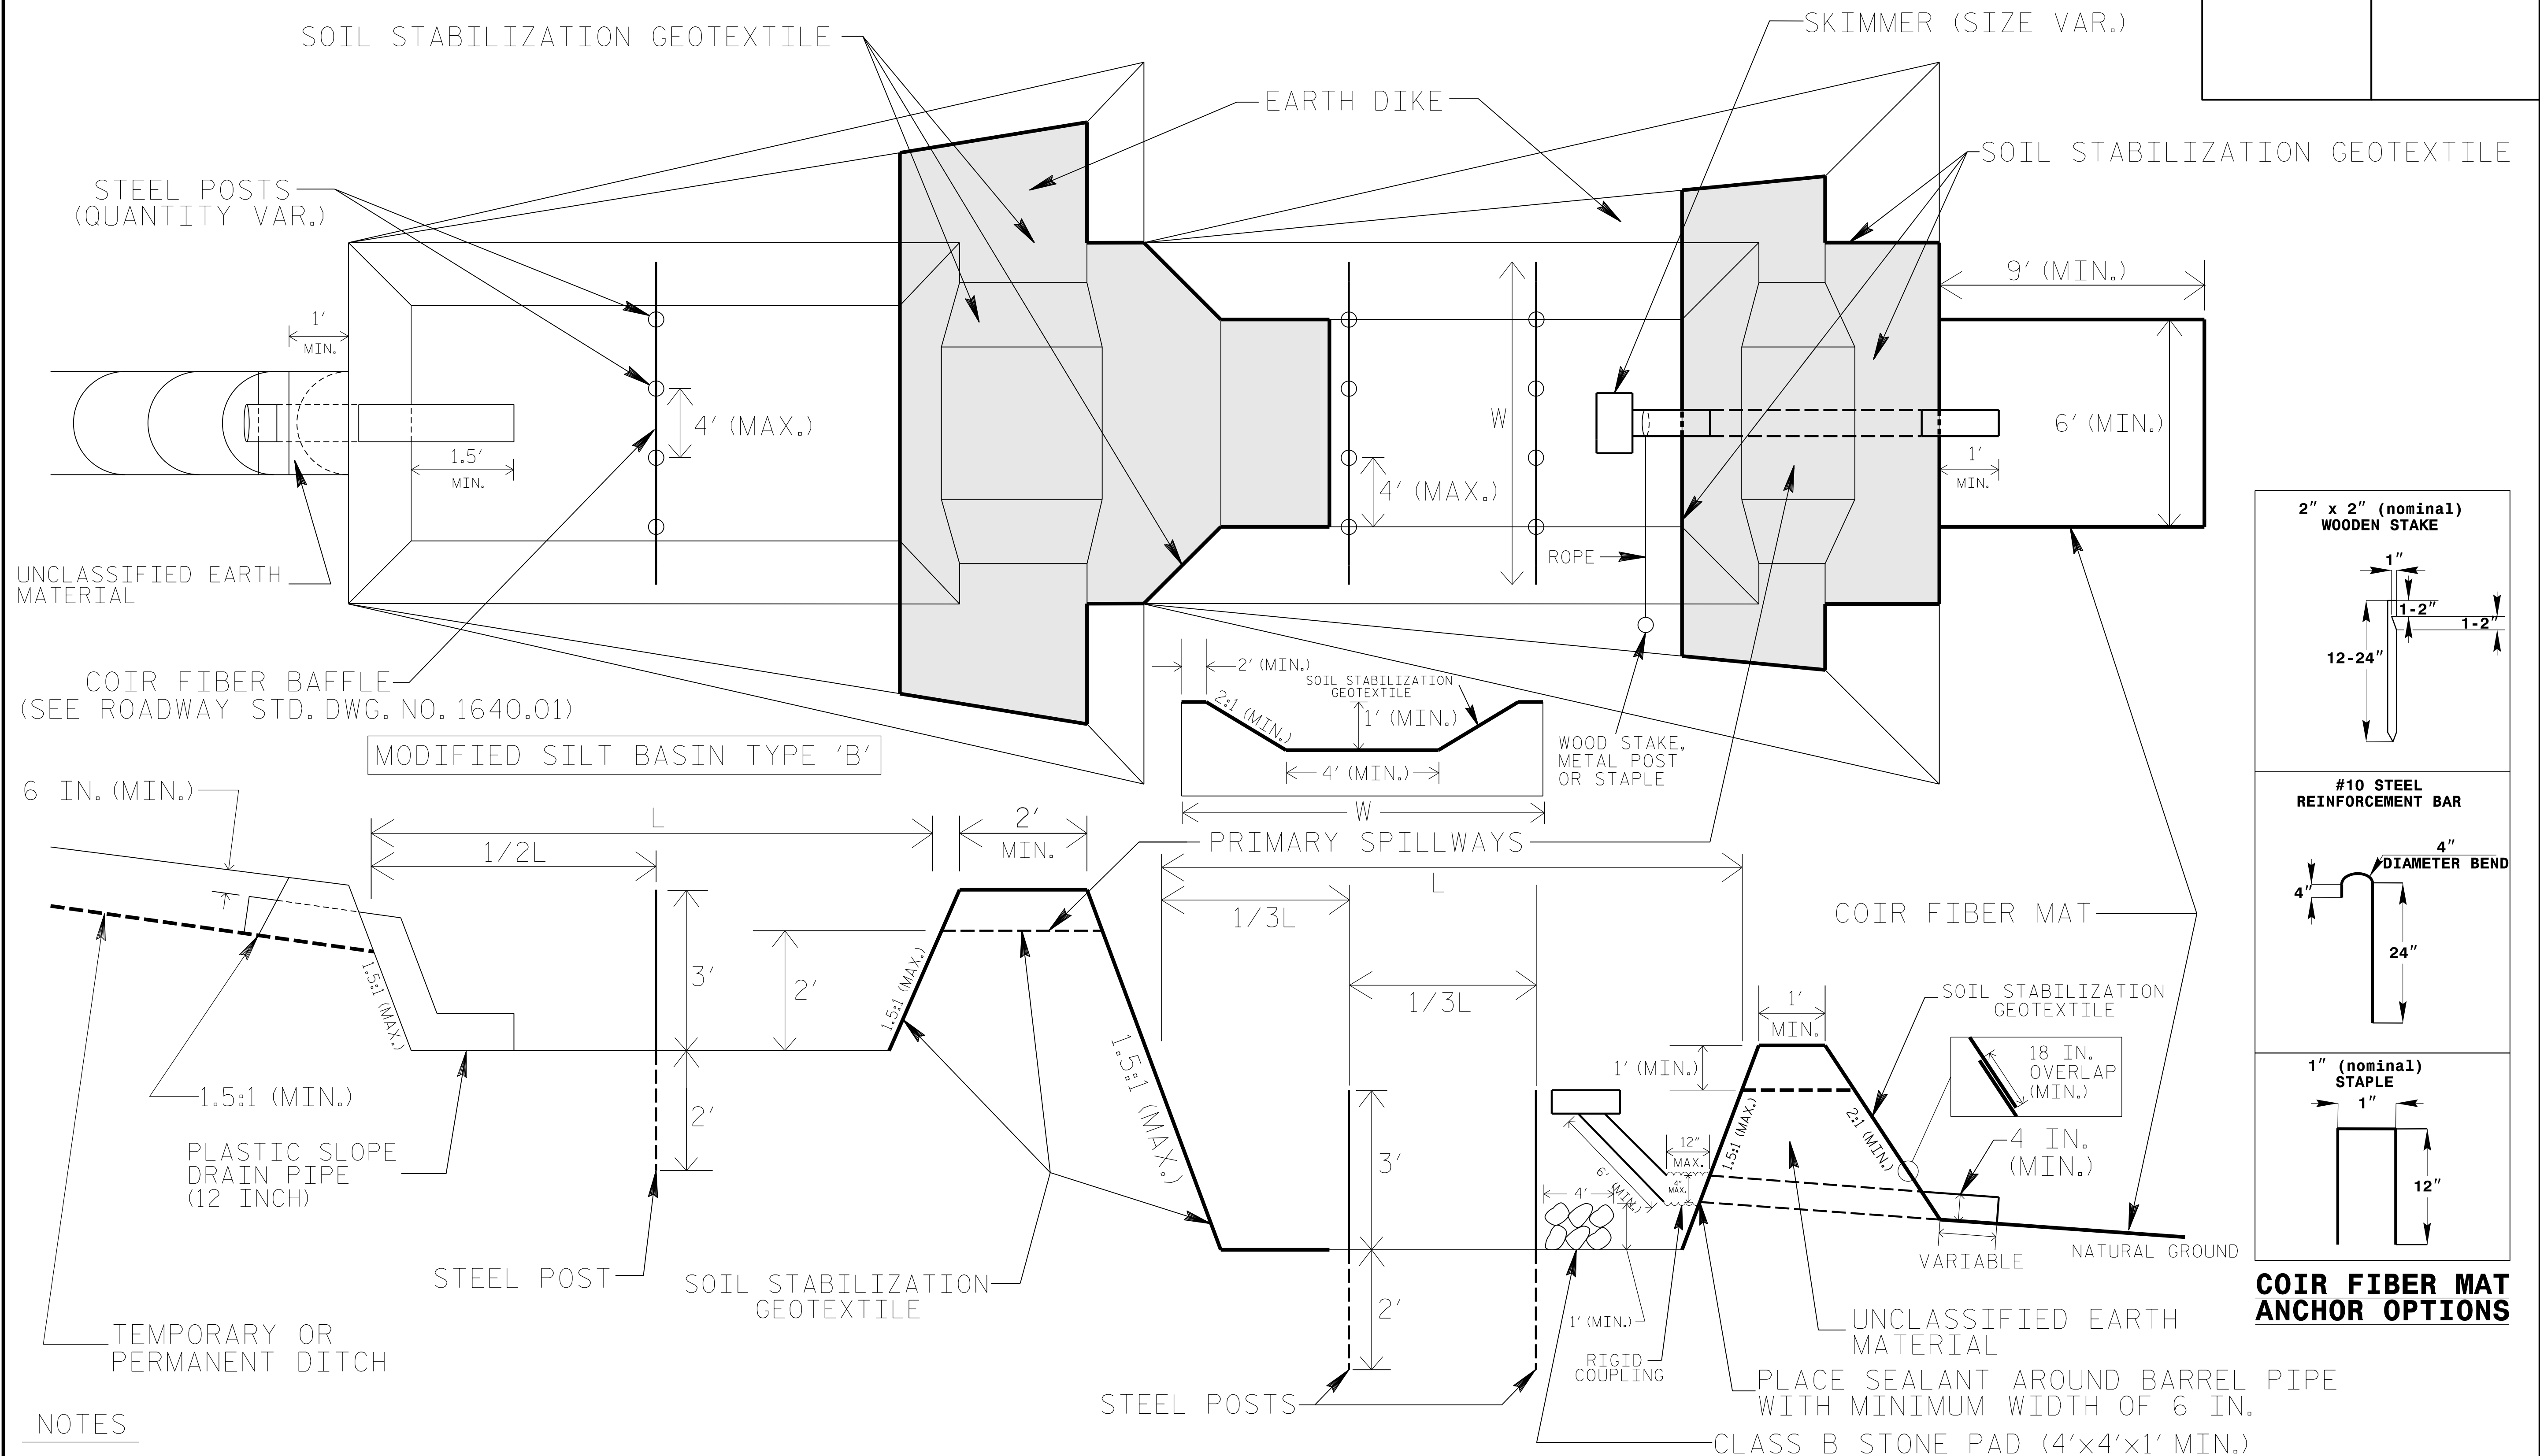 SOIL STABILIZATION GEOTEXTILE
SKIMMER (SIZE VAR.)
EARTH DIKE
SOIL STABILIZATION GEOTEXTILE
STEEL POSTS
(QUANTITY VAR.)
9' (MIN.)
1'
MIN.
4' (MAX.)
W
6' (MIN.)
1.5'
MIN.
4' (MAX.)
1'
MIN.
ROPE
UNCLASSIFIED EARTH
MATERIAL
COIR FIBER BAFFLE
(SEE ROADWAY STD. DWG. NO. 1640.01)
MODIFIED SILT BASIN TYPE 'B'
2' (MIN.)
SOIL STABILIZATION
GEOTEXTILE
2:1 (MIN.)
1' (MIN.)
4' (MIN.)
W
WOOD STAKE,
METAL POST
OR STAPLE
2" x 2" (nominal)
WOODEN STAKE
1"
1-2"
1-2"
12-24"
#10 STEEL
REINFORCEMENT BAR
4"
DIAMETER BEND
4"
24"
1" (nominal)
STAPLE
1"
12"
COIR FIBER MAT
ANCHOR OPTIONS
6 IN. (MIN.)
L
2'
MIN.
1/2L
PRIMARY SPILLWAYS
L
1/3L
COIR FIBER MAT
1.5:1 (MAX.)
3'
2'
1.5:1 (MAX.)
1/3L
1'
MIN.
SOIL STABILIZATION
GEOTEXTILE
1' (MIN.)
18 IN.
OVERLAP
(MIN.)
1.5:1 (MIN.)
2'
1.5:1 (MAX.)
3'
6' (MIN.)
12"
MAX.
4"
MAX.
1.5:1 (MAX.)
2:1 (MIN.)
4 IN.
(MIN.)
PLASTIC SLOPE
DRAIN PIPE
(12 INCH)
4'
VARIABLE
NATURAL GROUND
STEEL POST
SOIL STABILIZATION
GEOTEXTILE
2'
1' (MIN.)
TEMPORARY OR
PERMANENT DITCH
RIGID
COUPLING
UNCLASSIFIED EARTH
MATERIAL
STEEL POSTS
PLACE SEALANT AROUND BARREL PIPE
WITH MINIMUM WIDTH OF 6 IN.
CLASS B STONE PAD (4'x4'x1' MIN.)
NOTES